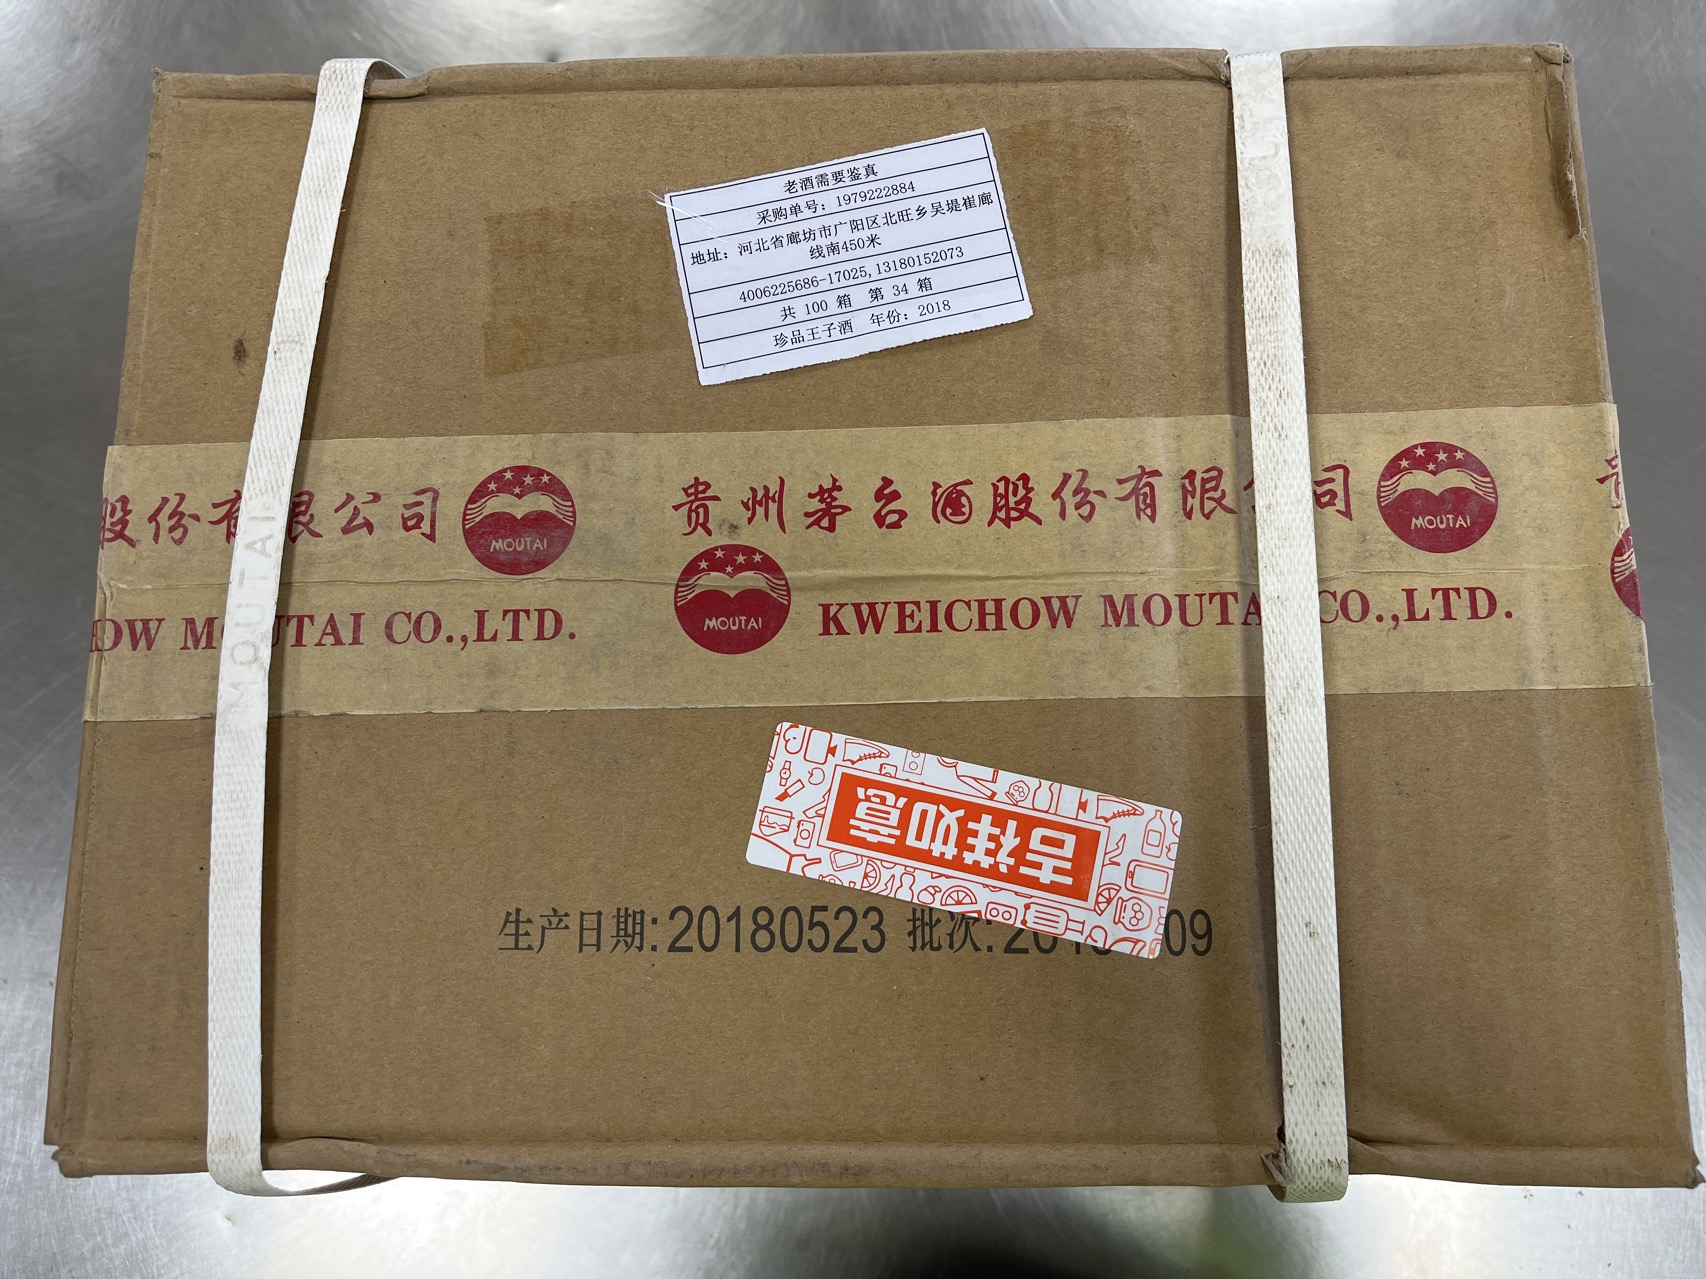 老酒需要鉴真
采购单号：1979222884
地址：河北省廊坊市广阳区北旺乡吴堤崔廊
线南450米
4006225686-17025,13180152073
共 100 箱 第 34 箱
珍品王子酒 年份：2018
股份有限公司 MOUTAI 贵州茅台酒股份有限 司 MOUTAI 贵
MOUTAI CO.,LTD. MOUTAI KWEICHOW MOUTA CO.,LTD.
MOUTAI
吉祥如意
生产日期:20180523 批次: 09